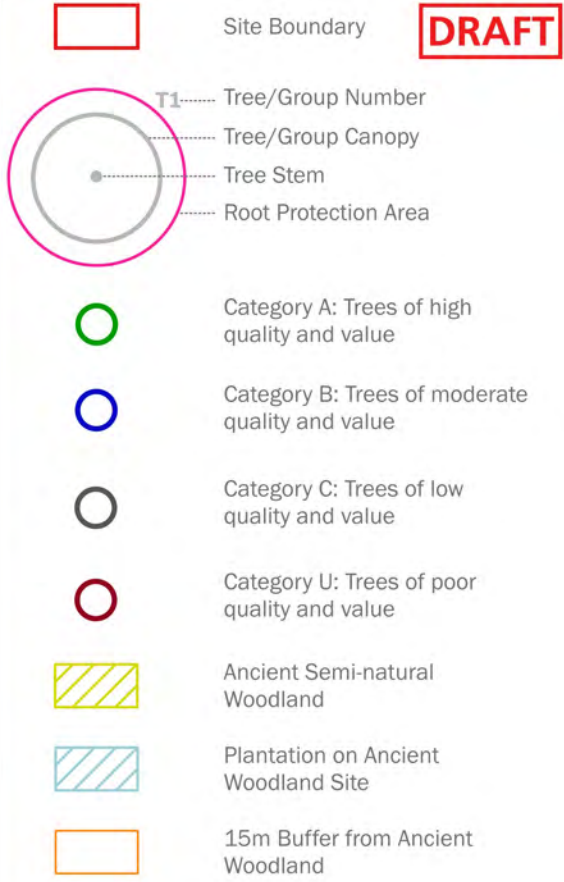 Site Boundary
DRAFT
T1
Tree/Group Number
Tree/Group Canopy
Tree Stem
Root Protection Area
Category A: Trees of high
quality and value
Category B: Trees of moderate
quality and value
Category C: Trees of low
quality and value
Category U: Trees of poor
quality and value
Ancient Semi-natural
Woodland
Plantation on Ancient
Woodland Site
15m Buffer from Ancient
Woodland